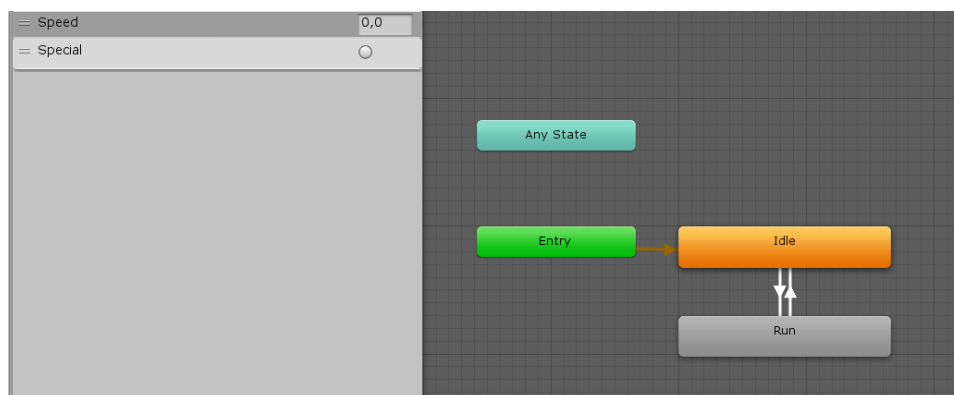 Speed 0,0
Special
Any State
Entry
Idle
Run